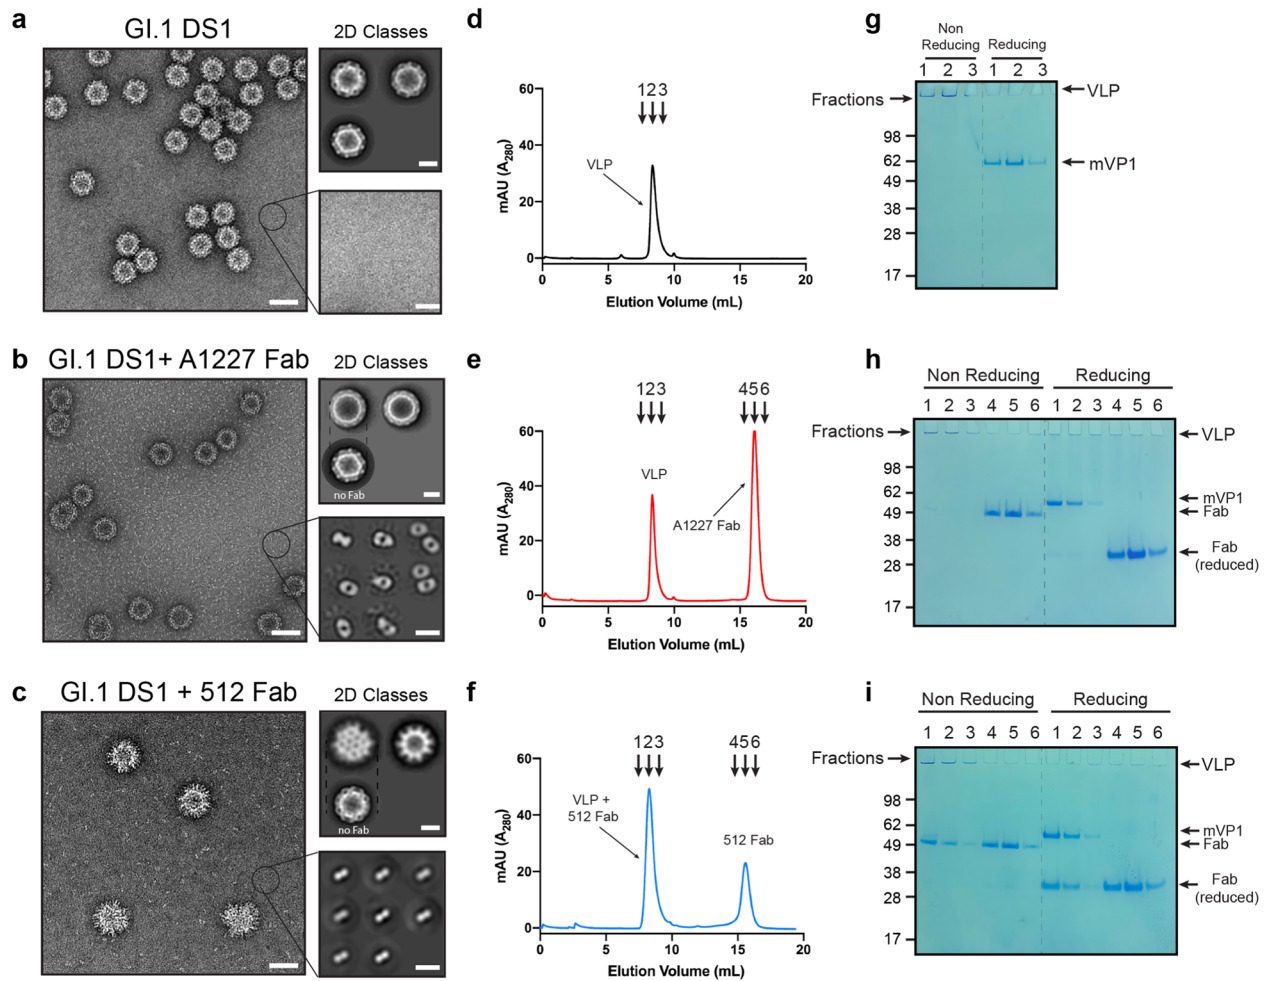 a
GI.1 DS1
2D Classes
d
mAU (A280)
60
40
20
0
123
VLP
0 5 10 15 20
Elution Volume (mL)
g
Non
Reducing
Reducing
1 2 3 1 2 3
Fractions
VLP
98
62
49
38
28
17
mVP1
b
GI.1 DS1+ A1227 Fab
2D Classes
no Fab
e
mAU (A280)
60
40
20
0
123
456
VLP
A1227 Fab
0 5 10 15 20
Elution Volume (mL)
h
Non Reducing
Reducing
1 2 3 4 5 6 1 2 3 4 5 6
Fractions
VLP
98
62
49
38
28
17
mVP1
Fab
Fab
(reduced)
c
GI.1 DS1 + 512 Fab
2D Classes
no Fab
f
mAU (A280)
60
40
20
0
123
456
VLP +
512 Fab
512 Fab
0 5 10 15 20
Elution Volume (mL)
i
Non Reducing
Reducing
1 2 3 4 5 6 1 2 3 4 5 6
Fractions
VLP
98
62
49
38
28
17
mVP1
Fab
Fab
(reduced)